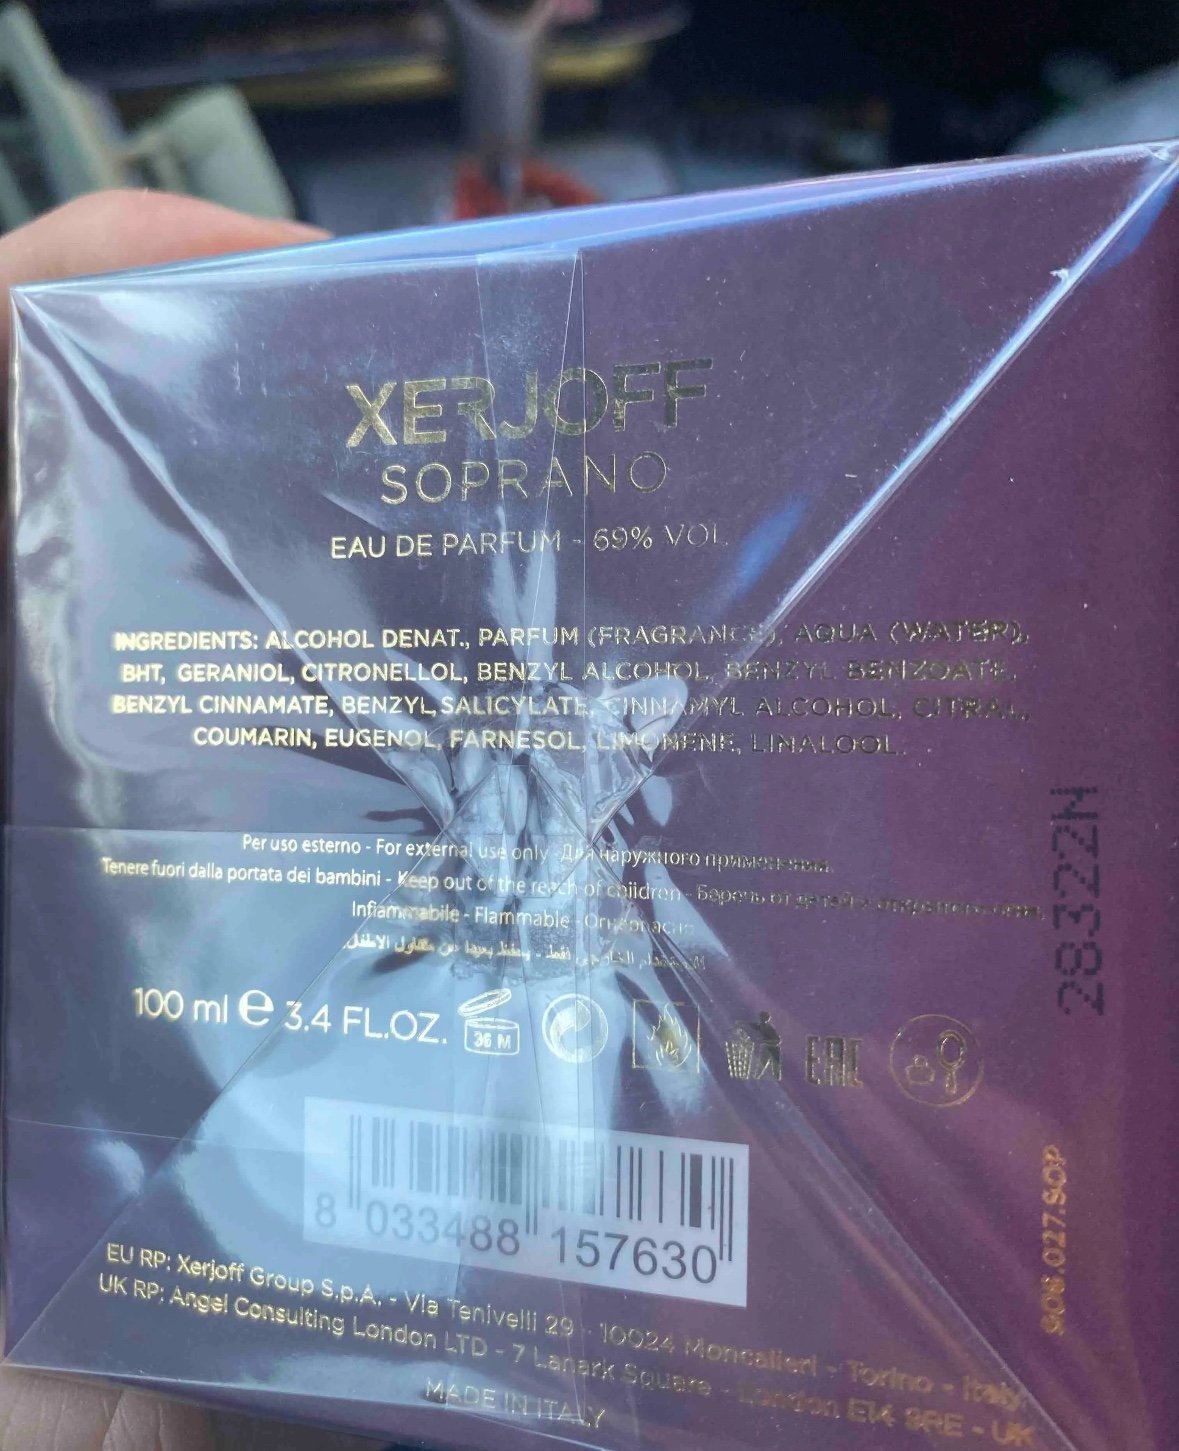 XERJOFF
SOPRANO
EAU DE PARFUM - 69% VOL.
INGREDIENTS: ALCOHOL DENAT., PARFUM (FRAGRANCE), AQUA (WATER),
BHT, GERANIOL, CITRONELLOL, BENZYL ALCOHOL, BENZYL BENZOATE,
BENZYL CINNAMATE, BENZYL SALICYLATE, CINNAMYL ALCOHOL, CITRAL,
COUMARIN, EUGENOL, FARNESOL, LIMONENE, LINALOOL.
Per uso esterno - For external use only - Для наружного применения.
Tenere fuori dalla portata dei bambini - Keep out of the reach of children - Беречь от детей
Infiammabile - Flammable - Огнеопасно
100 ml e 3.4 FL.OZ.
36 M
EAC
8 033488 157630
EU RP: Xerjoff Group S.p.A. - Via Tenivelli 29 - 10024 Moncalieri - Torino - Italy
UK RP: Angel Consulting London LTD - 7 Lanark Square - London E14 9RE - UK
MADE IN ITALY
28322N
S06.027.SOP